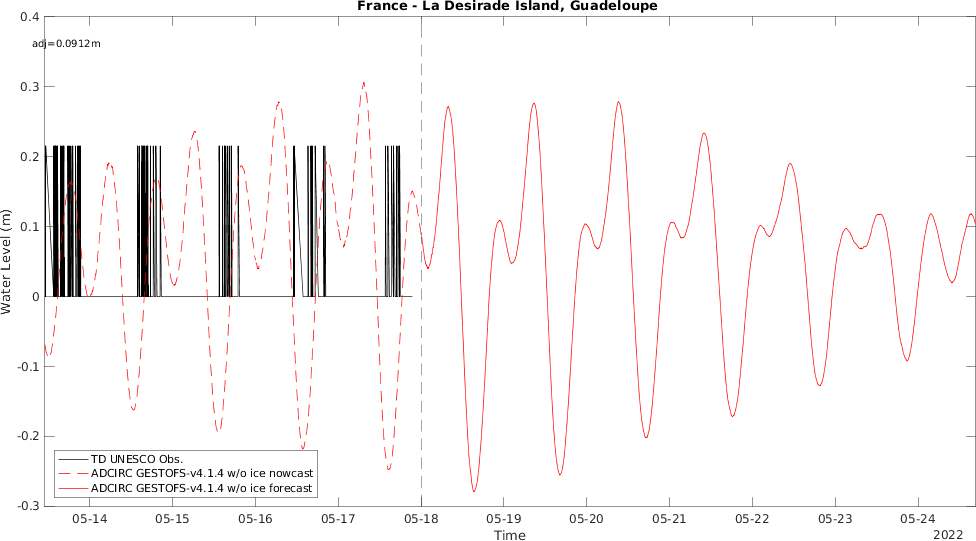 France - La Desirade Island, Guadeloupe
adj=0.0912m
0.4
0.3
0.2
0.1
0
-0.1
-0.2
-0.3
Water Level (m)
TD UNESCO Obs.
ADCIRC GESTOFS-v4.1.4 w/o ice nowcast
ADCIRC GESTOFS-v4.1.4 w/o ice forecast
05-14 05-15 05-16 05-17 05-18 05-19 05-20 05-21 05-22 05-23 05-24
Time
2022